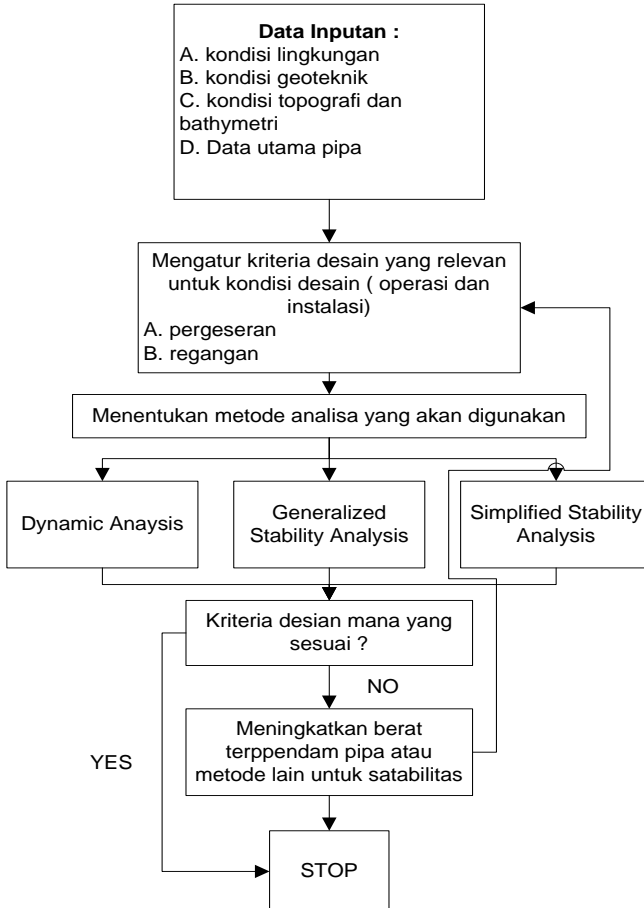 Data Inputan :
A. kondisi lingkungan
B. kondisi geoteknik
C. kondisi topografi dan
bathymetri
D. Data utama pipa
Mengatur kriteria desain yang relevan
untuk kondisi desain ( operasi dan
instalasi)
A. pergeseran
B. regangan
Menentukan metode analisa yang akan digunakan
Dynamic Anaysis
Generalized
Stability Analysis
Simplified Stability
Analysis
Kriteria desian mana yang
sesuai ?
NO
Meningkatkan berat
terppendam pipa atau
metode lain untuk satabilitas
YES
STOP